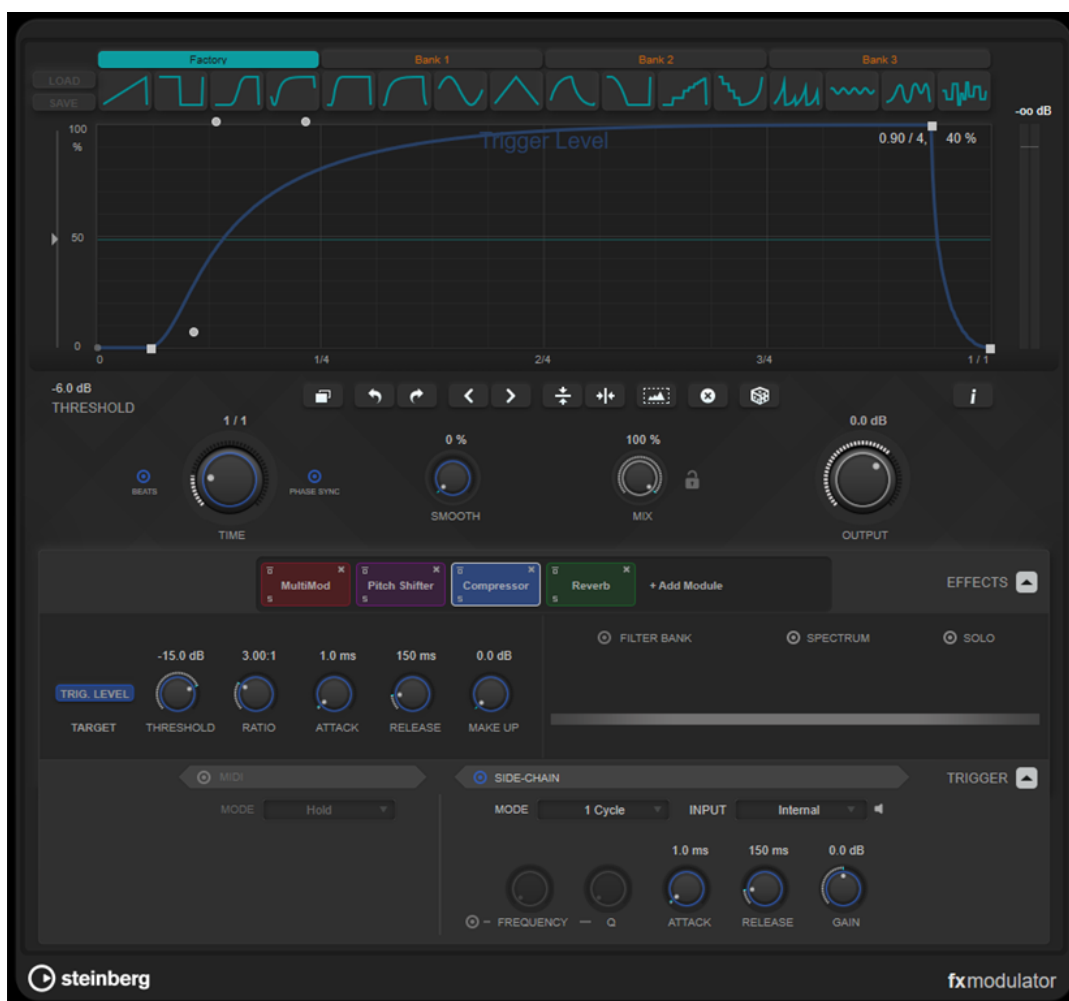 Factory Bank 1 Bank 2 Bank 3
LOAD
SAVE
-oo dB
100
%
Trigger Level
0.90 / 4, 40 %
50
0
0 1/4 2/4 3/4 1 / 1
-6.0 dB
THRESHOLD
i
1 / 1
0 %
100 %
0.0 dB
BEATS
PHASE SYNC
TIME
SMOOTH
MIX
OUTPUT
MultiMod
S
Pitch Shifter
S
Compressor
S
Reverb
S
+ Add Module
EFFECTS
FILTER BANK SPECTRUM SOLO
-15.0 dB 3.00:1 1.0 ms 150 ms 0.0 dB
TRIG. LEVEL
TARGET THRESHOLD RATIO ATTACK RELEASE MAKE UP
MIDI
SIDE-CHAIN
TRIGGER
MODE Hold
MODE 1 Cycle INPUT Internal
1.0 ms 150 ms 0.0 dB
– FREQUENCY — Q ATTACK RELEASE GAIN
steinberg
fxmodulator